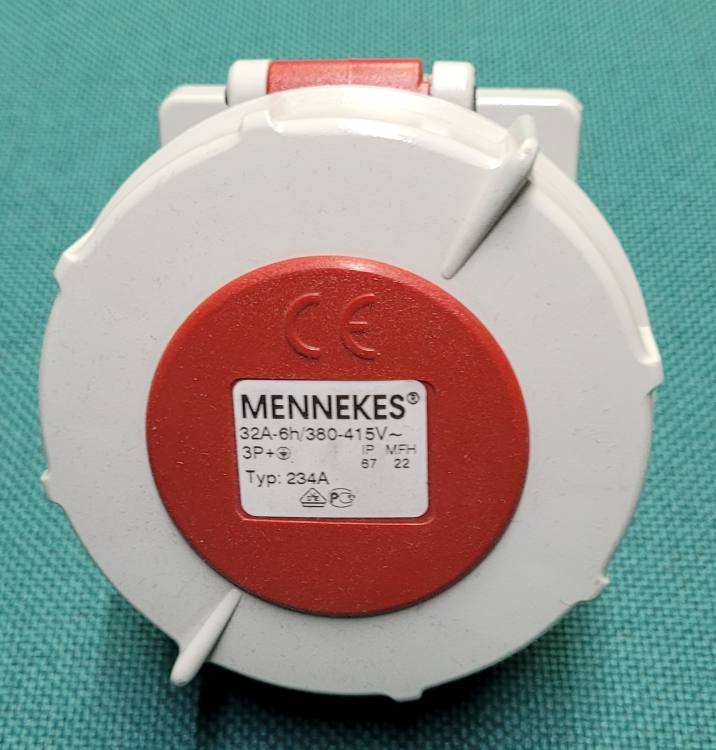 CE
MENNEKES®
32A-6h/380-415V~
3P+⏚ IP MFH
67 22
Typ: 234A